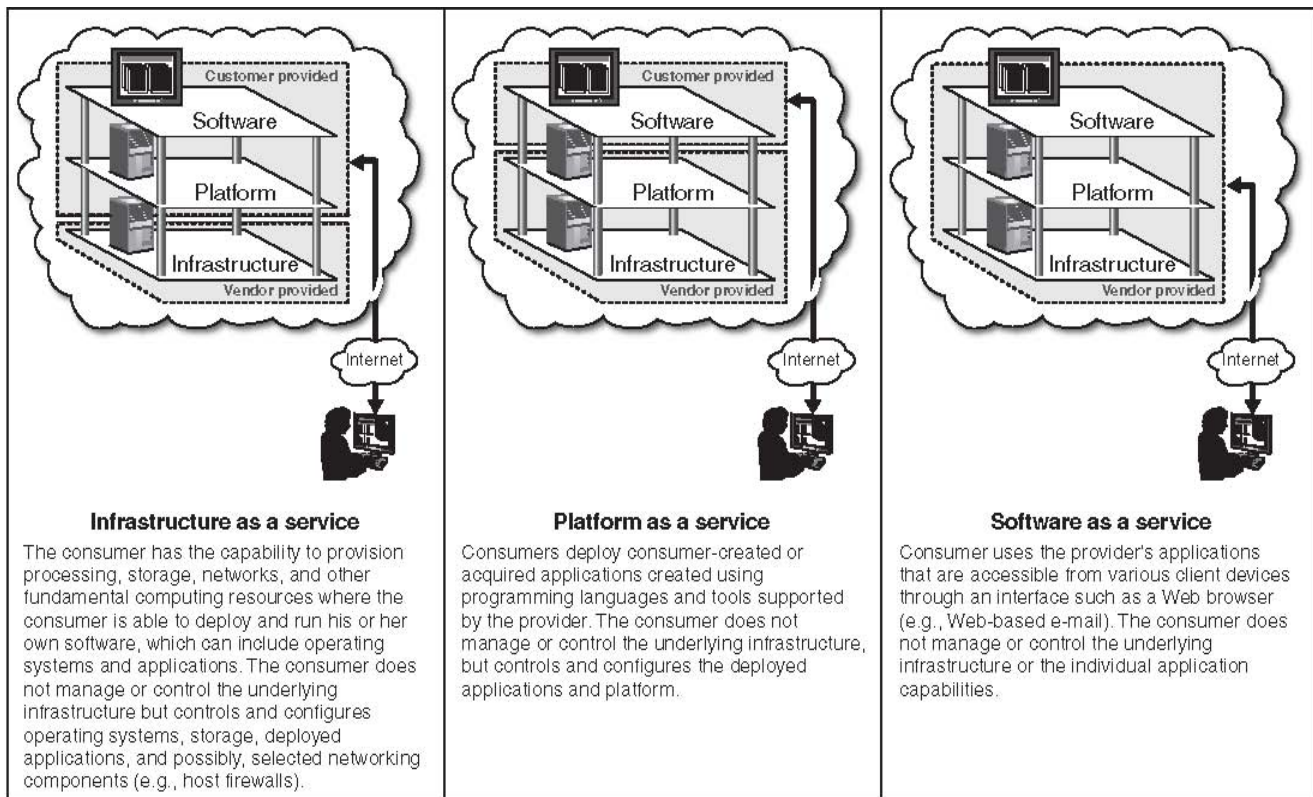 Customer provided
Software
Platform
Infrastructure
Vendor provided
Internet
Infrastructure as a service
The consumer has the capability to provision
processing, storage, networks, and other
fundamental computing resources where the
consumer is able to deploy and run his or her
own software, which can include operating
systems and applications. The consumer does
not manage or control the underlying
infrastructure but controls and configures
operating systems, storage, deployed
applications, and possibly, selected networking
components (e.g., host firewalls).
Customer provided
Software
Platform
Infrastructure
Vendor provided
Internet
Platform as a service
Consumers deploy consumer-created or
acquired applications created using
programming languages and tools supported
by the provider. The consumer does not
manage or control the underlying infrastructure,
but controls and configures the deployed
applications and platform.
Software
Platform
Infrastructure
Vendor provided
Internet
Software as a service
Consumer uses the provider's applications
that are accessible from various client devices
through an interface such as a Web browser
(e.g., Web-based e-mail). The consumer does
not manage or control the underlying
infrastructure or the individual application
capabilities.